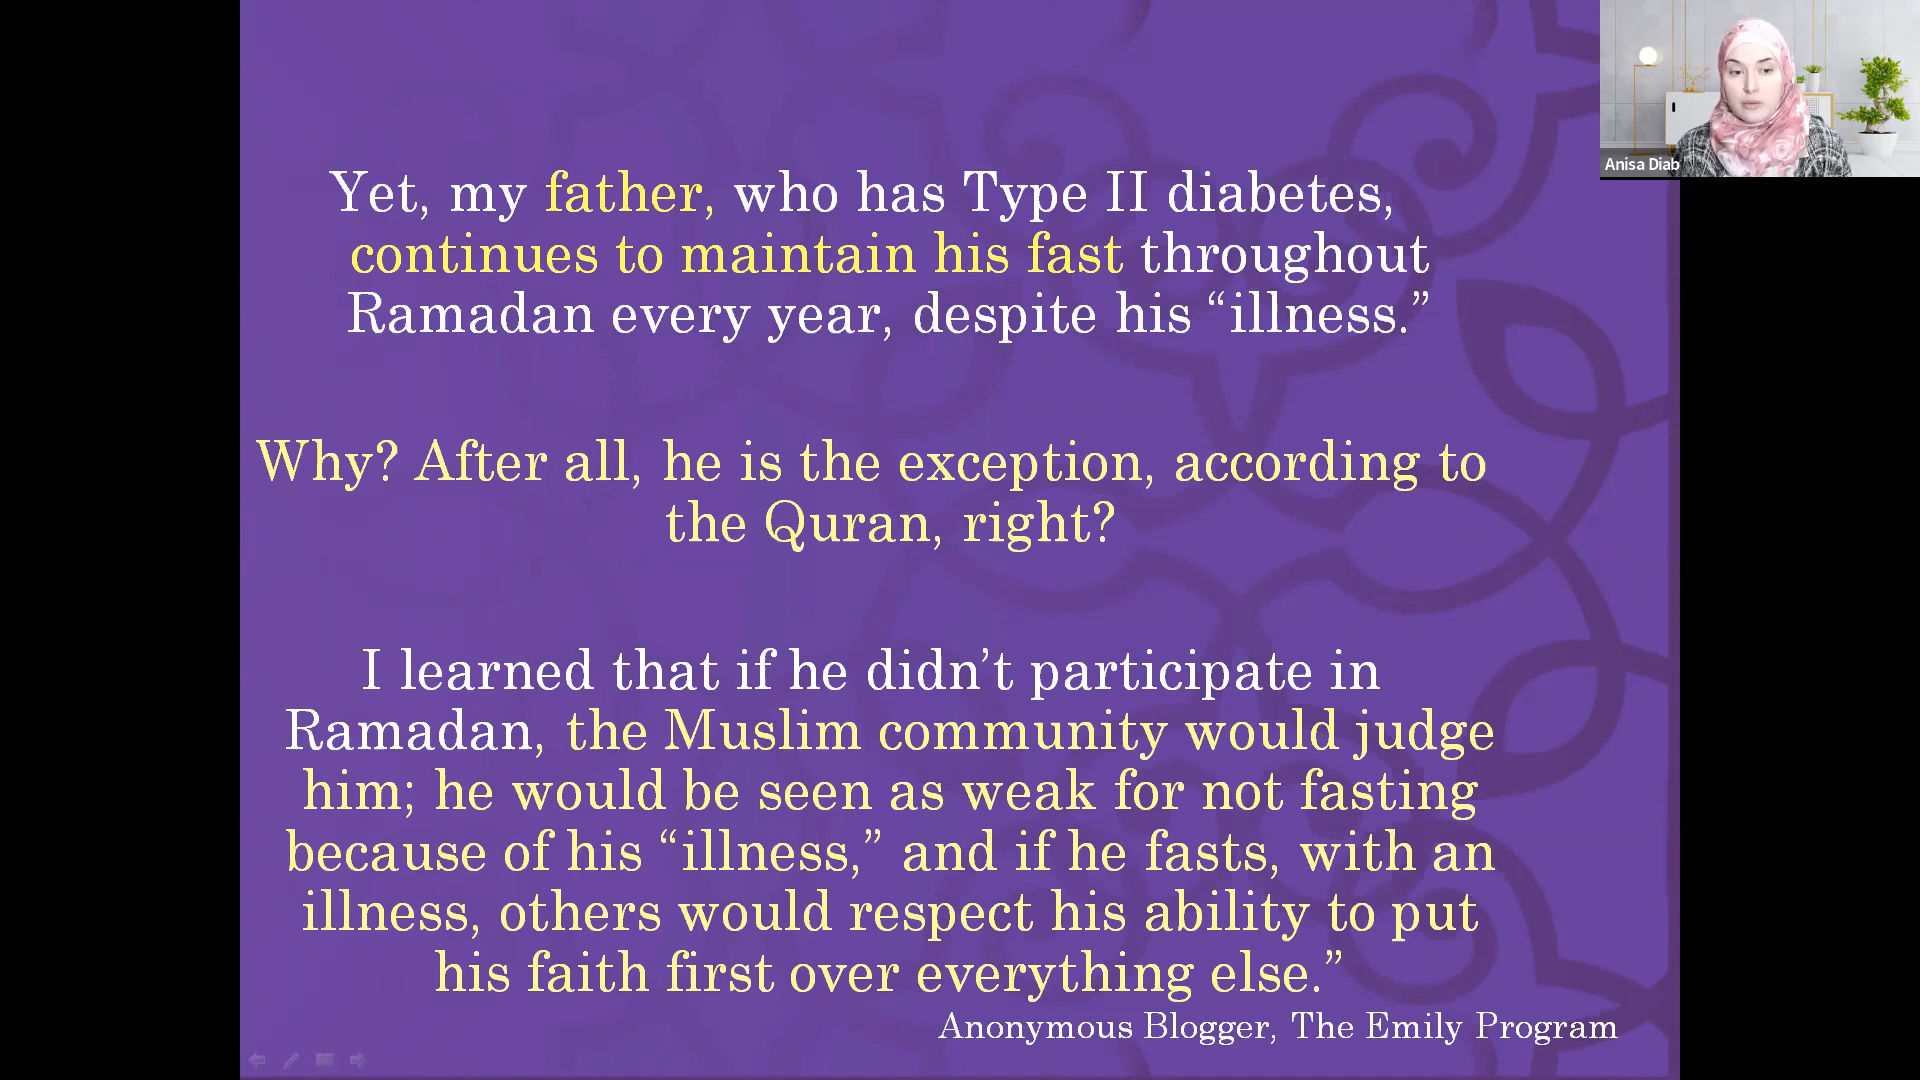 Yet, my father, who has Type II diabetes,
continues to maintain his fast throughout
Ramadan every year, despite his “illness.”
Why? After all, he is the exception, according to
the Quran, right?
I learned that if he didn’t participate in
Ramadan, the Muslim community would judge
him; he would be seen as weak for not fasting
because of his “illness,” and if he fasts, with an
illness, others would respect his ability to put
his faith first over everything else.”
Anonymous Blogger, The Emily Program
Anisa Diab